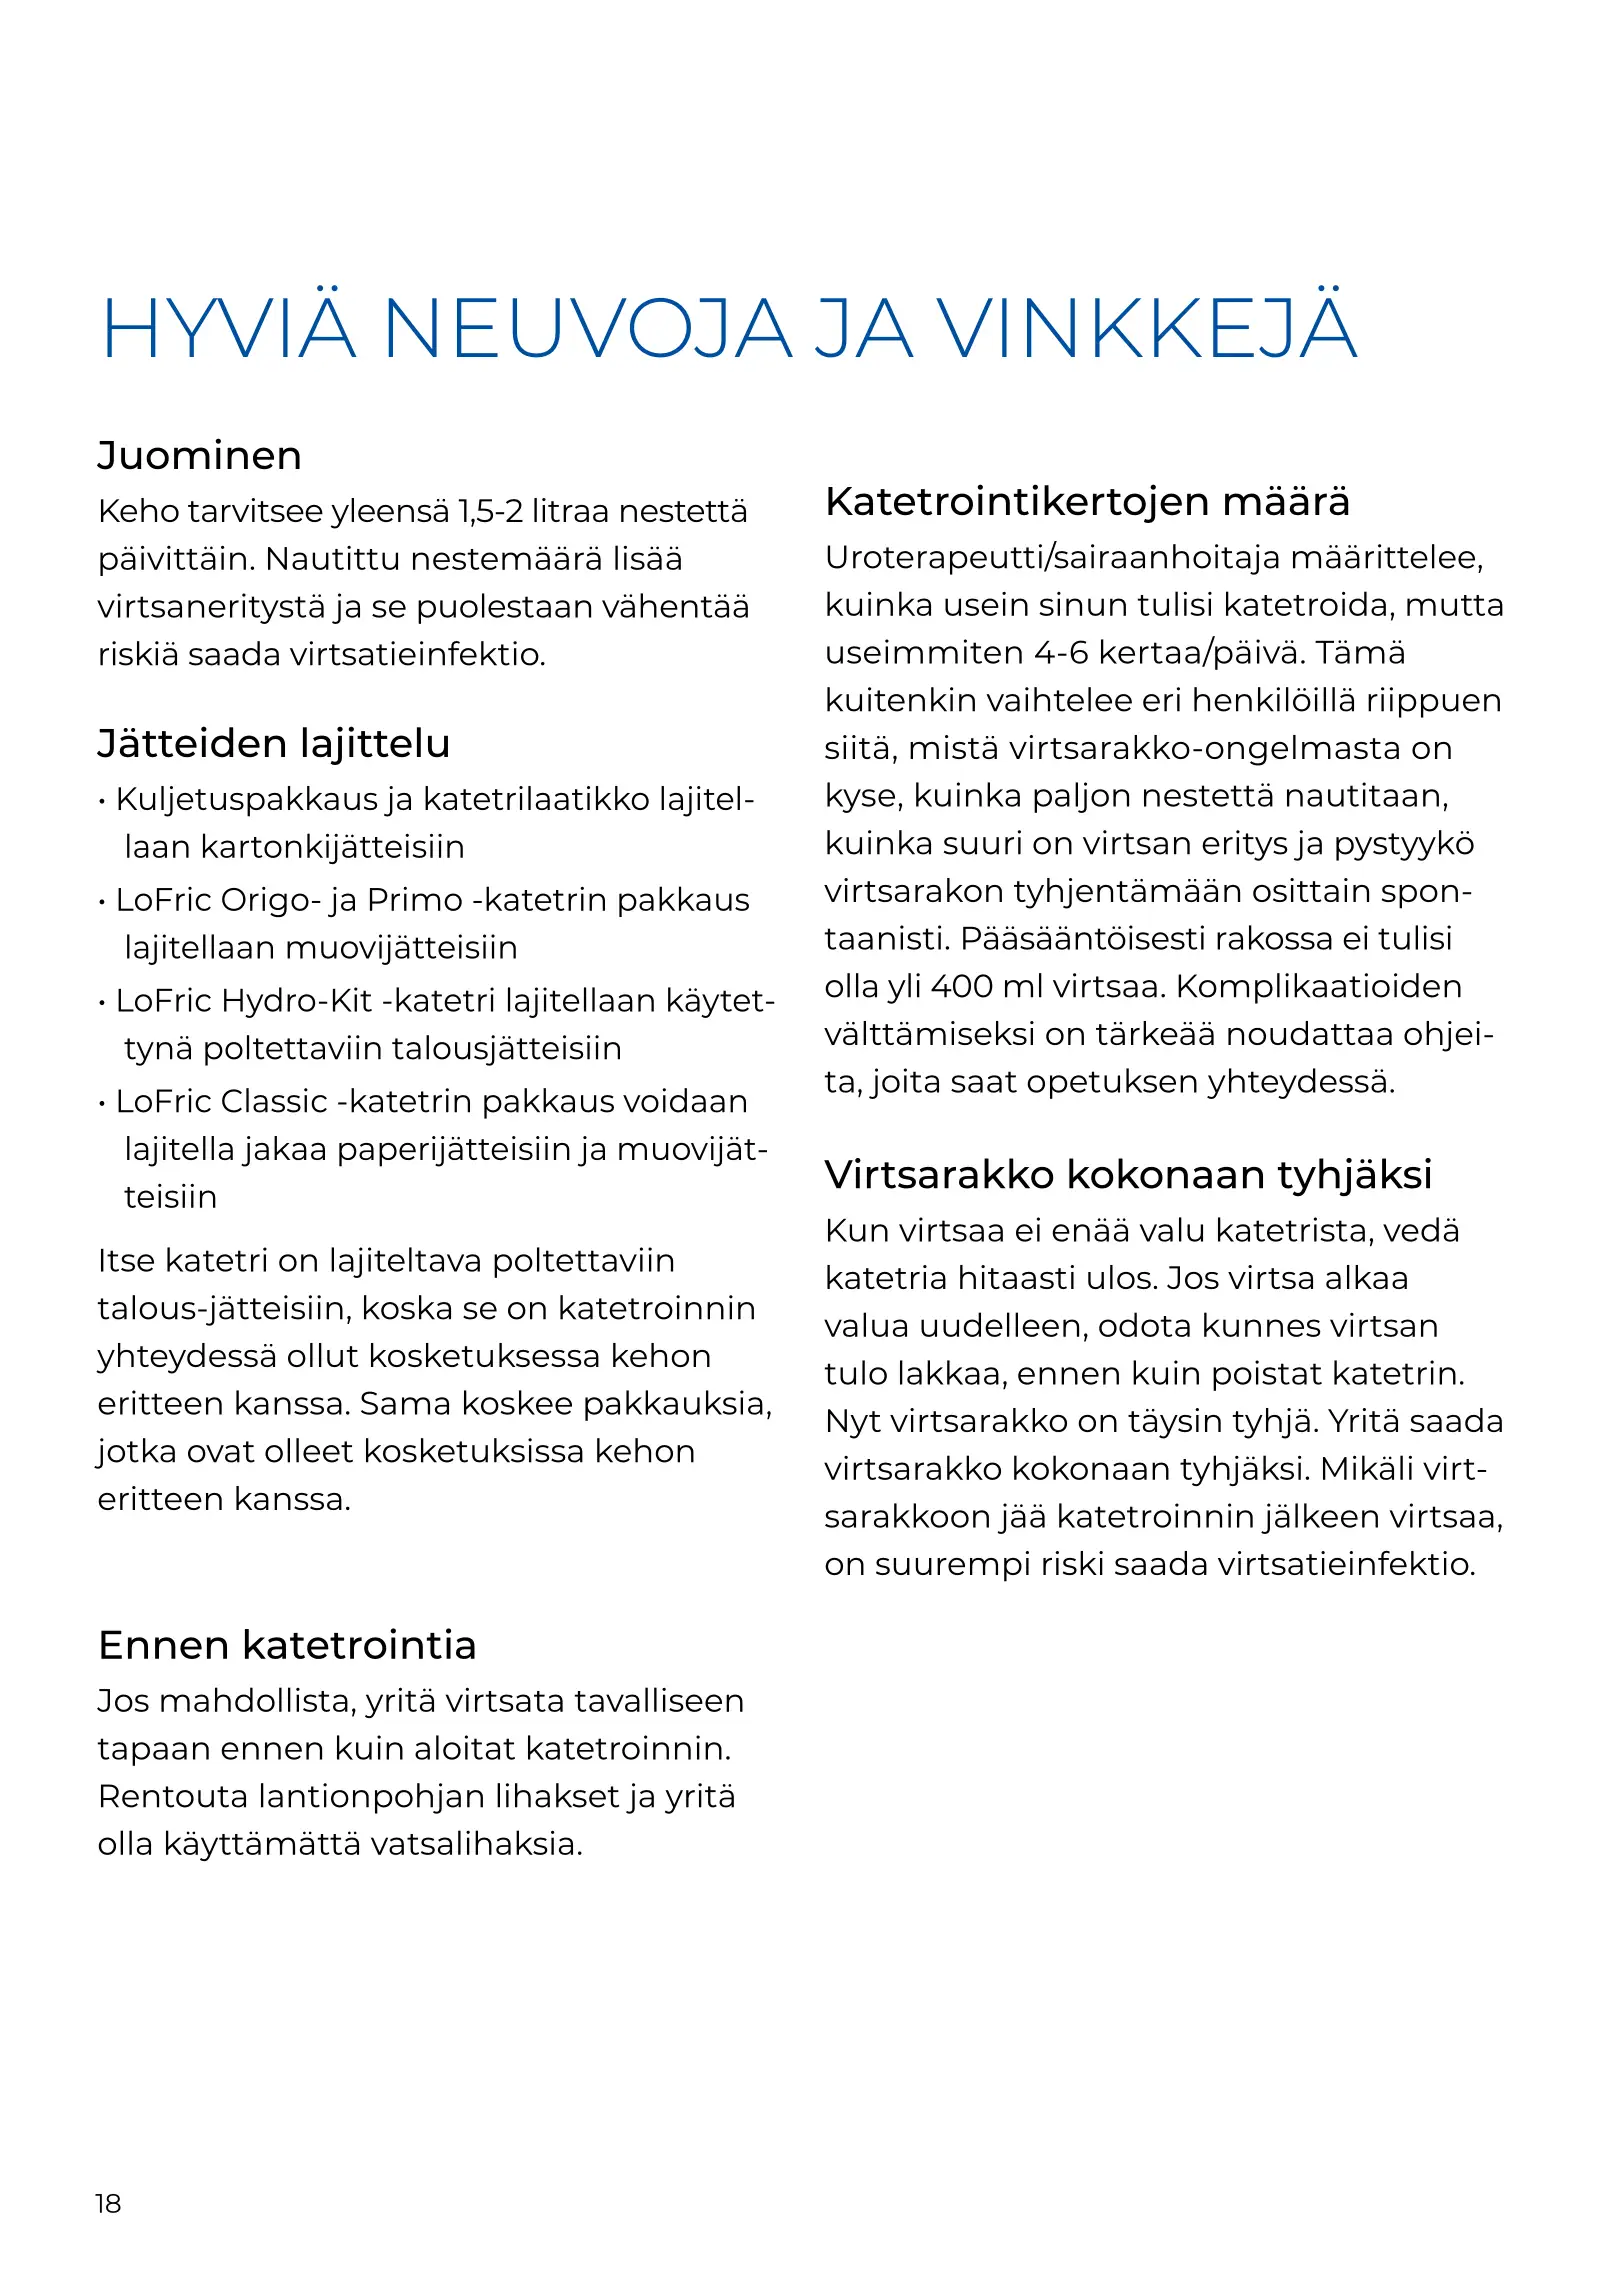 HYVIÄ NEUVOJA JA VINKKEJÄ
Juominen
Keho tarvitsee yleensä 1,5-2 litraa nestettä
päivittäin. Nautittu nestemäärä lisää
virtsaneritystä ja se puolestaan vähentää
riskiä saada virtsatieinfektio.
Jätteiden lajittelu
• Kuljetuspakkaus ja katetrilaatikko lajitel-
laan kartonkijätteisiin
• LoFric Origo- ja Primo -katetrin pakkaus
lajitellaan muovijätteisiin
• LoFric Hydro-Kit -katetri lajitellaan käytet-
tynä poltettaviin talousjätteisiin
• LoFric Classic -katetrin pakkaus voidaan
lajitella jakaa paperijätteisiin ja muovijät-
teisiin
Itse katetri on lajiteltava poltettaviin
talous-jätteisiin, koska se on katetroinnin
yhteydessä ollut kosketuksessa kehon
eritteen kanssa. Sama koskee pakkauksia,
jotka ovat olleet kosketuksissa kehon
eritteen kanssa.
Ennen katetrointia
Jos mahdollista, yritä virtsata tavalliseen
tapaan ennen kuin aloitat katetroinnin.
Rentouta lantionpohjan lihakset ja yritä
olla käyttämättä vatsalihaksia.
Katetrointikertojen määrä
Uroterapeutti/sairaanhoitaja määrittelee,
kuinka usein sinun tulisi katetroida, mutta
useimmiten 4-6 kertaa/päivä. Tämä
kuitenkin vaihtelee eri henkilöillä riippuen
siitä, mistä virtsarakko-ongelmasta on
kyse, kuinka paljon nestettä nautitaan,
kuinka suuri on virtsan eritys ja pystyykö
virtsarakon tyhjentämään osittain spon-
taanisti. Pääsääntöisesti rakossa ei tulisi
olla yli 400 ml virtsaa. Komplikaatioiden
välttämiseksi on tärkeää noudattaa ohjei-
ta, joita saat opetuksen yhteydessä.
Virtsarakko kokonaan tyhjäksi
Kun virtsaa ei enää valu katetrista, vedä
katetria hitaasti ulos. Jos virtsa alkaa
valua uudelleen, odota kunnes virtsan
tulo lakkaa, ennen kuin poistat katetrin.
Nyt virtsarakko on täysin tyhjä. Yritä saada
virtsarakko kokonaan tyhjäksi. Mikäli virt-
sarakkoon jää katetroinnin jälkeen virtsaa,
on suurempi riski saada virtsatieinfektio.
18